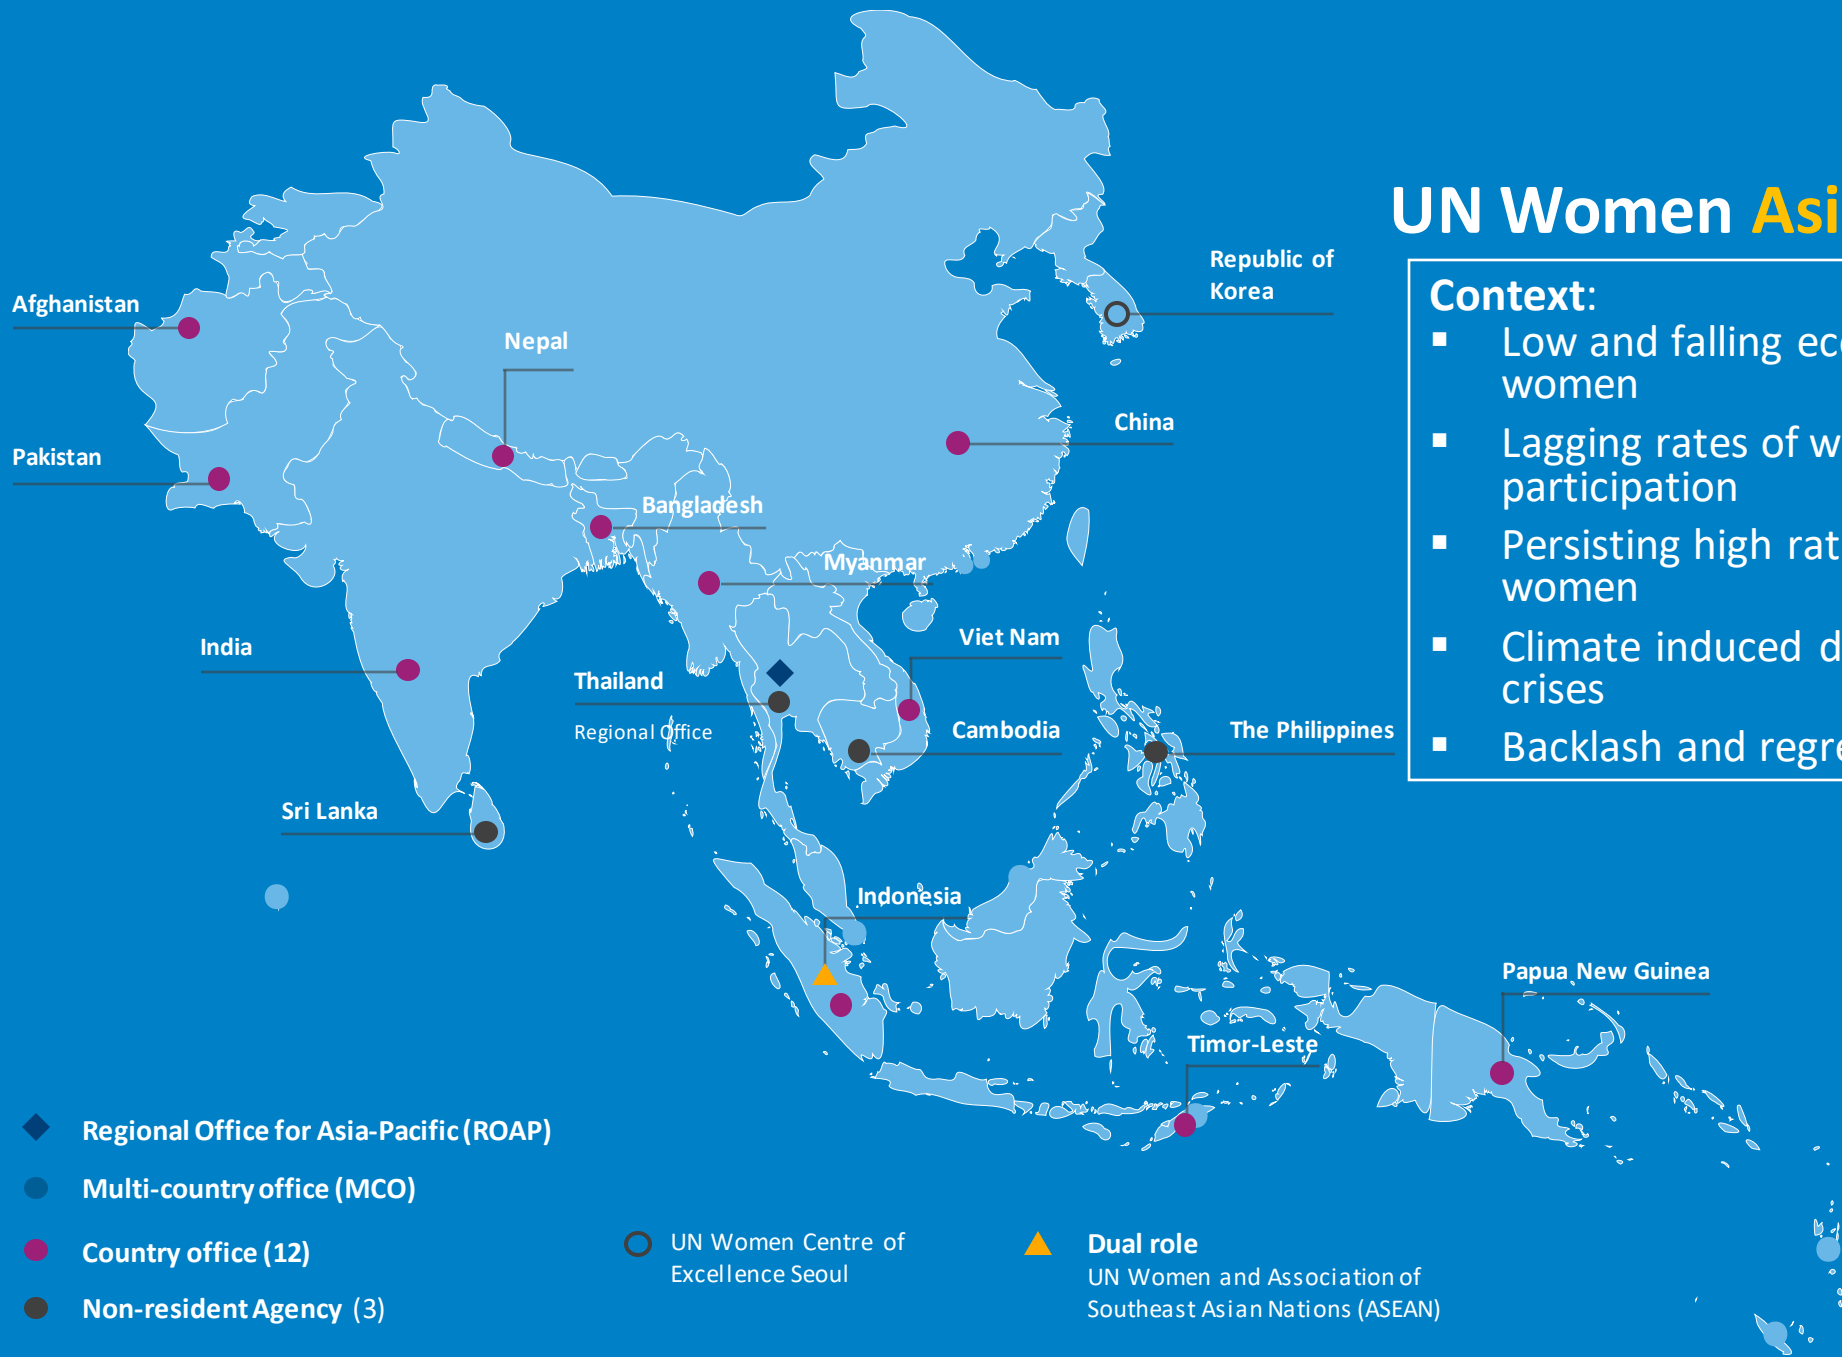 UN Women Asi
Context:
▪ Low and falling eco
women
▪ Lagging rates of w
participation
▪ Persisting high rat
women
▪ Climate induced d
crises
▪ Backlash and regre
Republic of
Korea
Afghanistan
Nepal
China
Pakistan
Bangladesh
Myanmar
India
Viet Nam
Thailand
Regional Office
Cambodia
The Philippines
Sri Lanka
Indonesia
Papua New Guinea
Timor-Leste
Regional Office for Asia-Pacific (ROAP)
Multi-country office (MCO)
Country office (12)
Non-resident Agency (3)
UN Women Centre of
Excellence Seoul
Dual role
UN Women and Association of
Southeast Asian Nations (ASEAN)